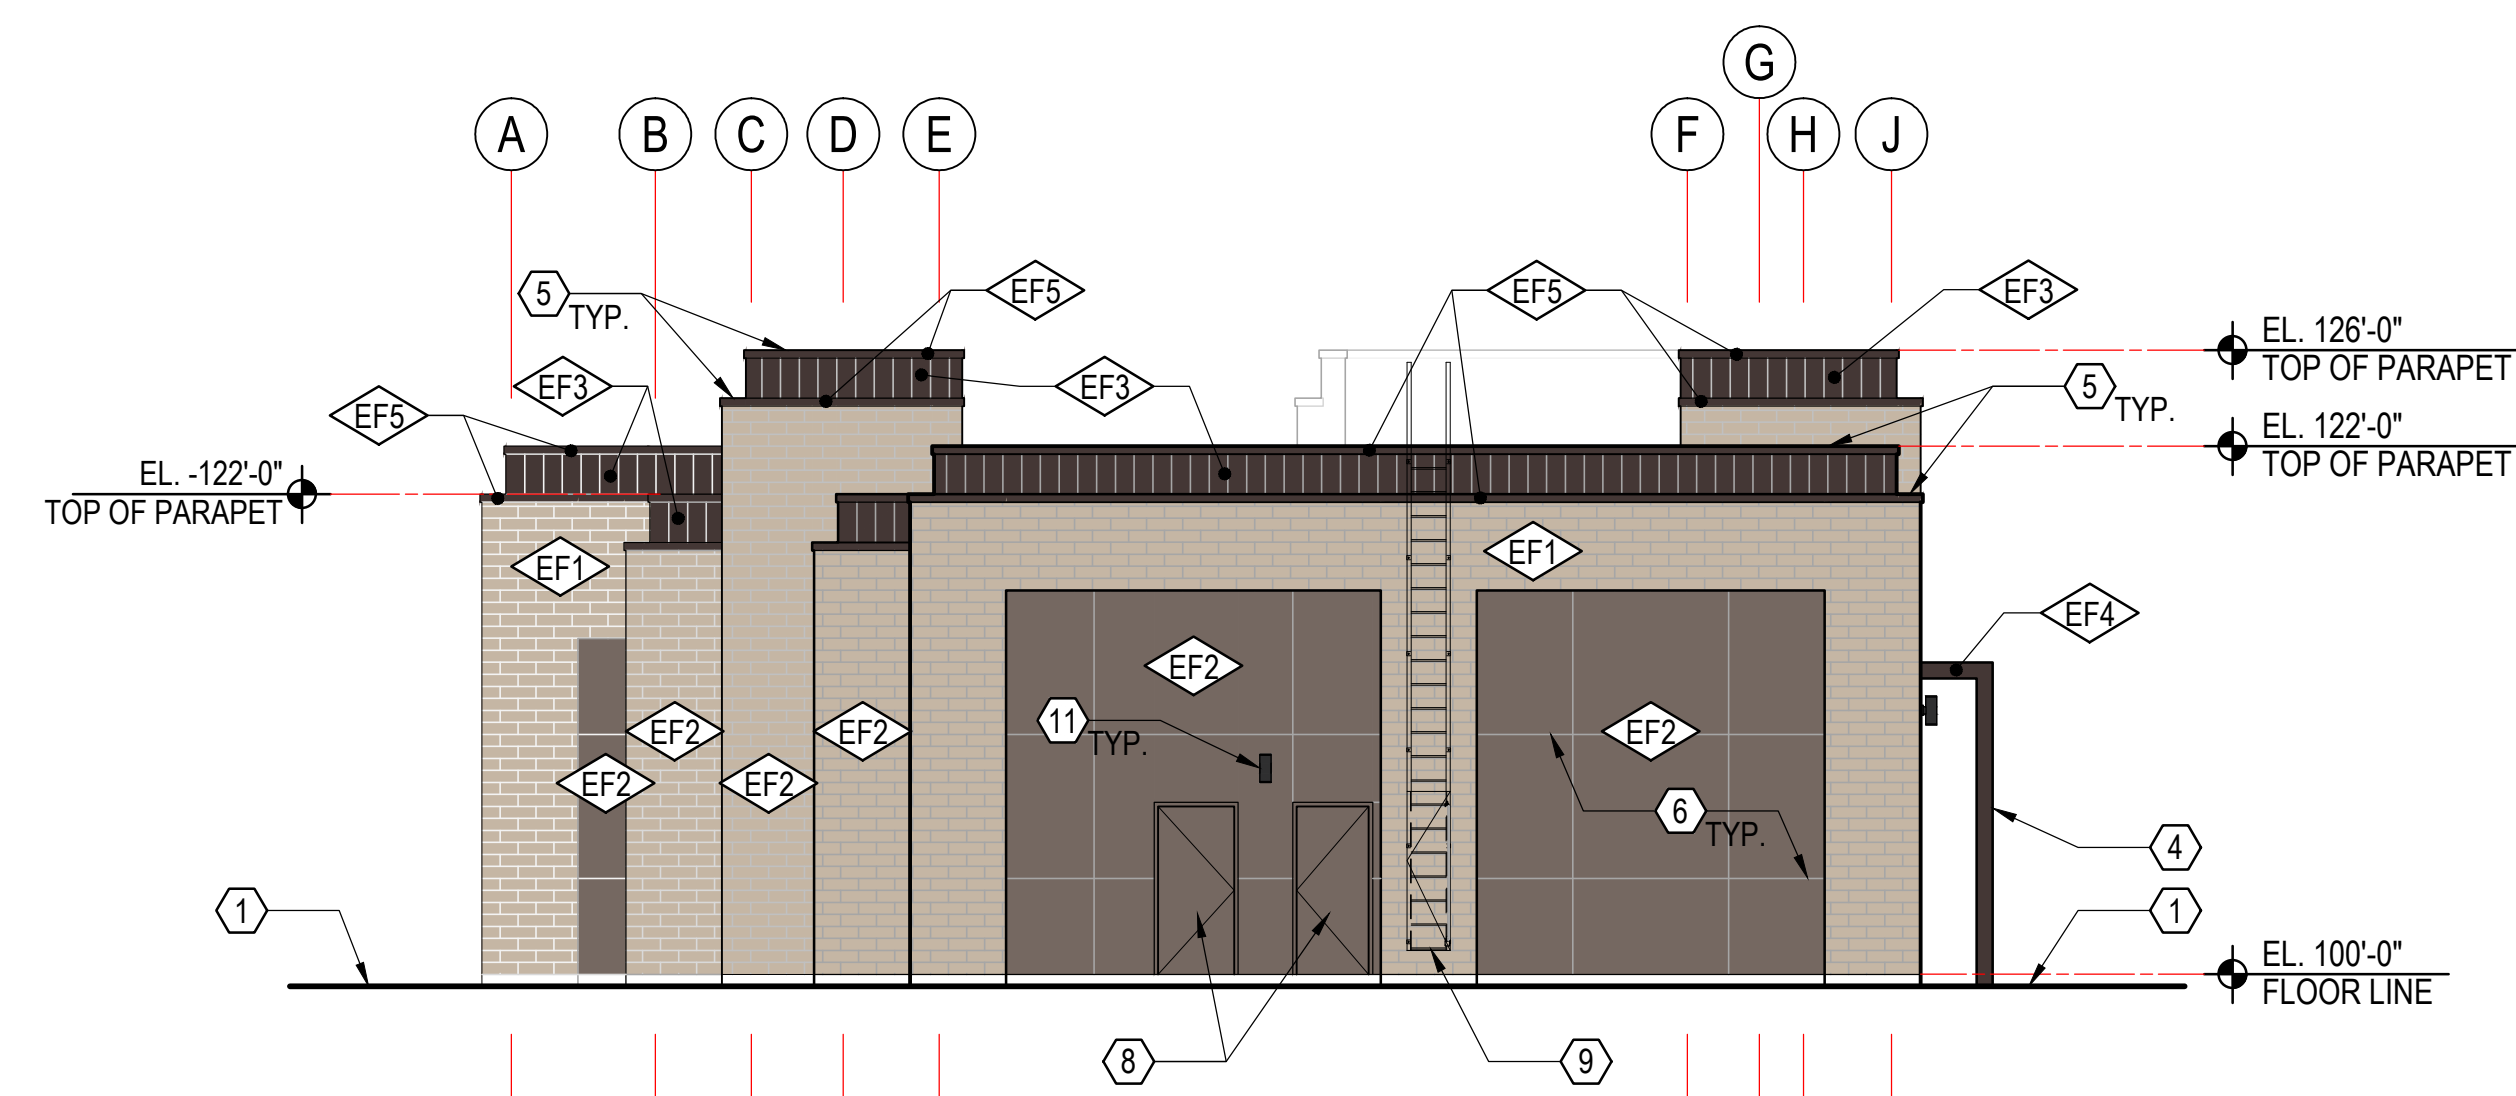 G
A
B
C
D
E
F
H
J
5
TYP.
EF5
EF5
EF3
EL. 126'-0"
TOP OF PARAPET
EF3
EF3
5
TYP.
EF5
EL. 122'-0"
TOP OF PARAPET
EL. -122'-0"
TOP OF PARAPET
EF1
EF1
EF4
EF2
11
TYP.
EF2
EF2
EF2
EF2
EF2
6
TYP.
4
1
1
EL. 100'-0"
FLOOR LINE
8
9